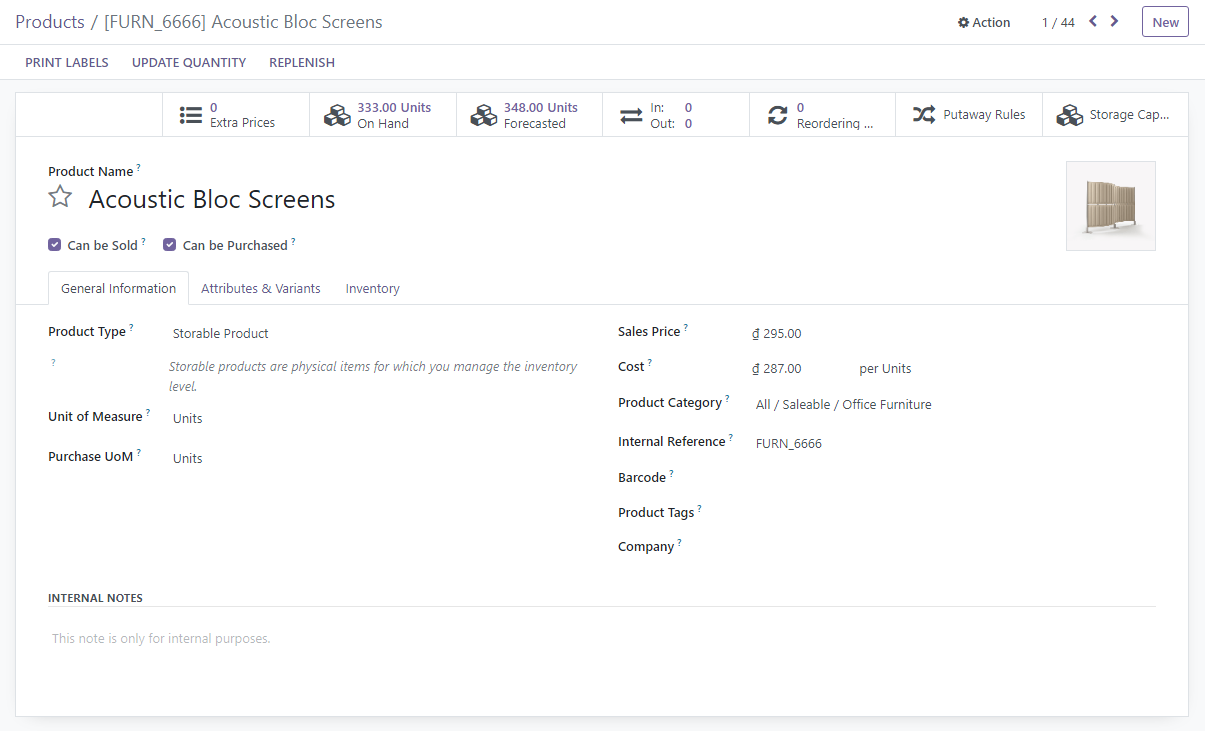 Products / [FURN_6666] Acoustic Bloc Screens
Action
1 / 44
New
PRINT LABELS
UPDATE QUANTITY
REPLENISH
0
Extra Prices
333.00 Units
On Hand
348.00 Units
Forecasted
In: 0
Out: 0
0
Reordering ...
Putaway Rules
Storage Cap...
Product Name ?
Acoustic Bloc Screens
Can be Sold ?
Can be Purchased ?
General Information
Attributes & Variants
Inventory
Product Type ?
Storable Product
?
Storable products are physical items for which you manage the inventory
level.
Unit of Measure ?
Units
Purchase UoM ?
Units
Sales Price ?
₫ 295.00
Cost ?
₫ 287.00
per Units
Product Category ?
All / Saleable / Office Furniture
Internal Reference ?
FURN_6666
Barcode ?
Product Tags ?
Company ?
INTERNAL NOTES
This note is only for internal purposes.